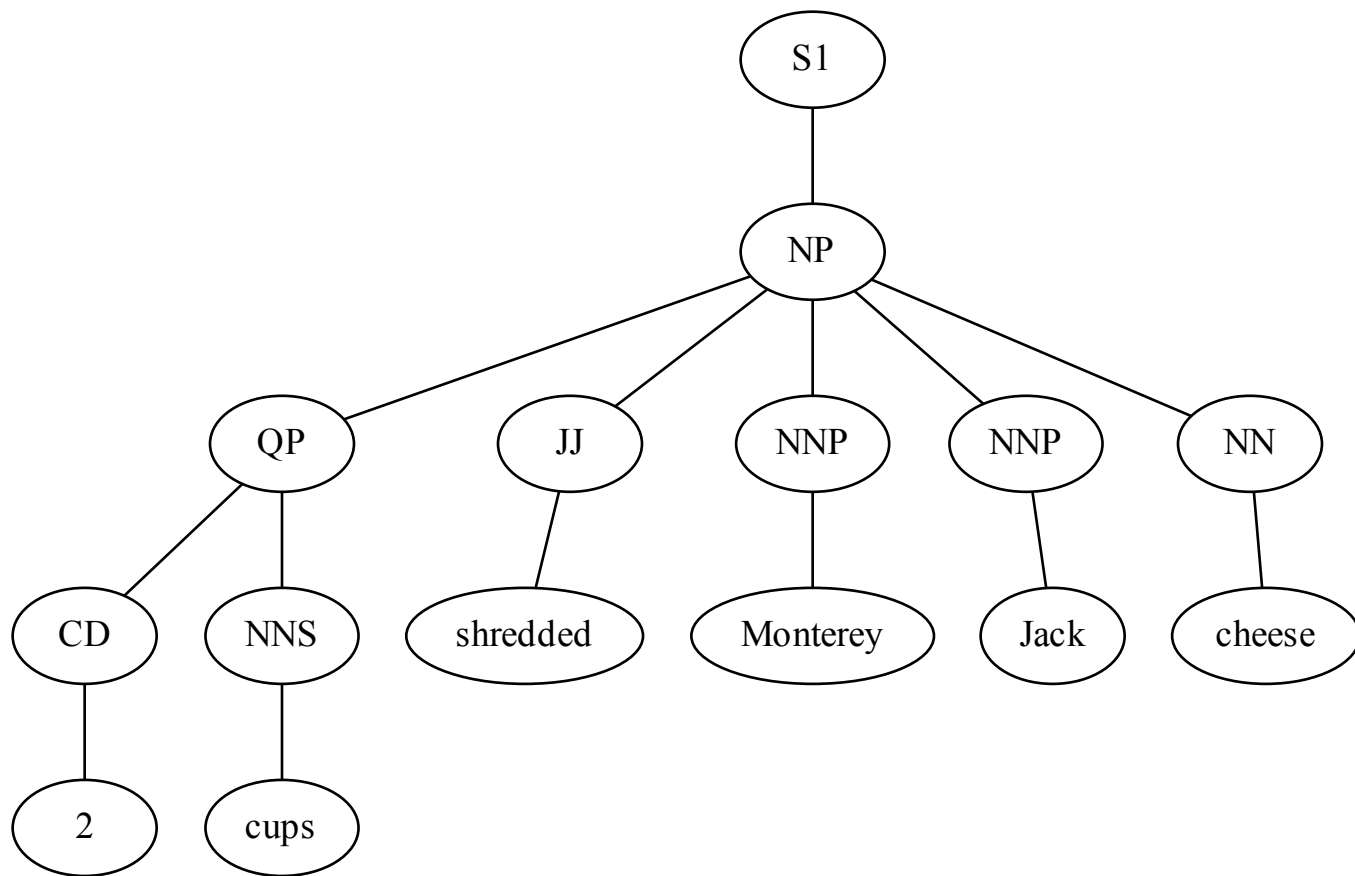 S1
NP
QP JJ NNP NNP NN
CD NNS shredded Monterey Jack cheese
2 cups